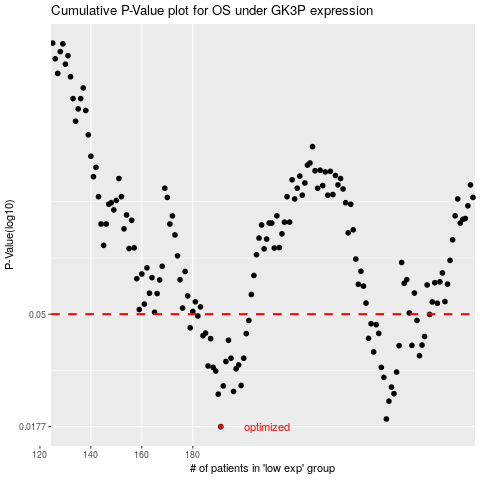 Cumulative P-Value plot for OS under GK3P expression
P-Value(log10)
0.05
0.0177
optimized
120 140 160 180
# of patients in 'low exp' group